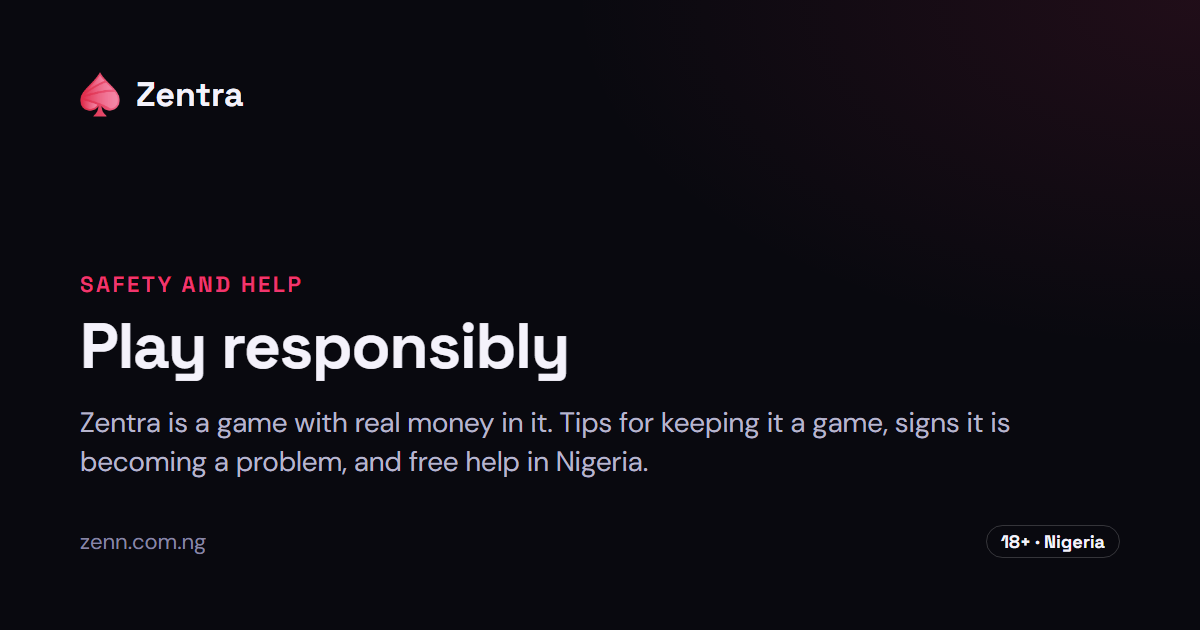 Zentra
SAFETY AND HELP
Play responsibly
Zentra is a game with real money in it. Tips for keeping it a game, signs it is
becoming a problem, and free help in Nigeria.
zenn.com.ng
18+ · Nigeria